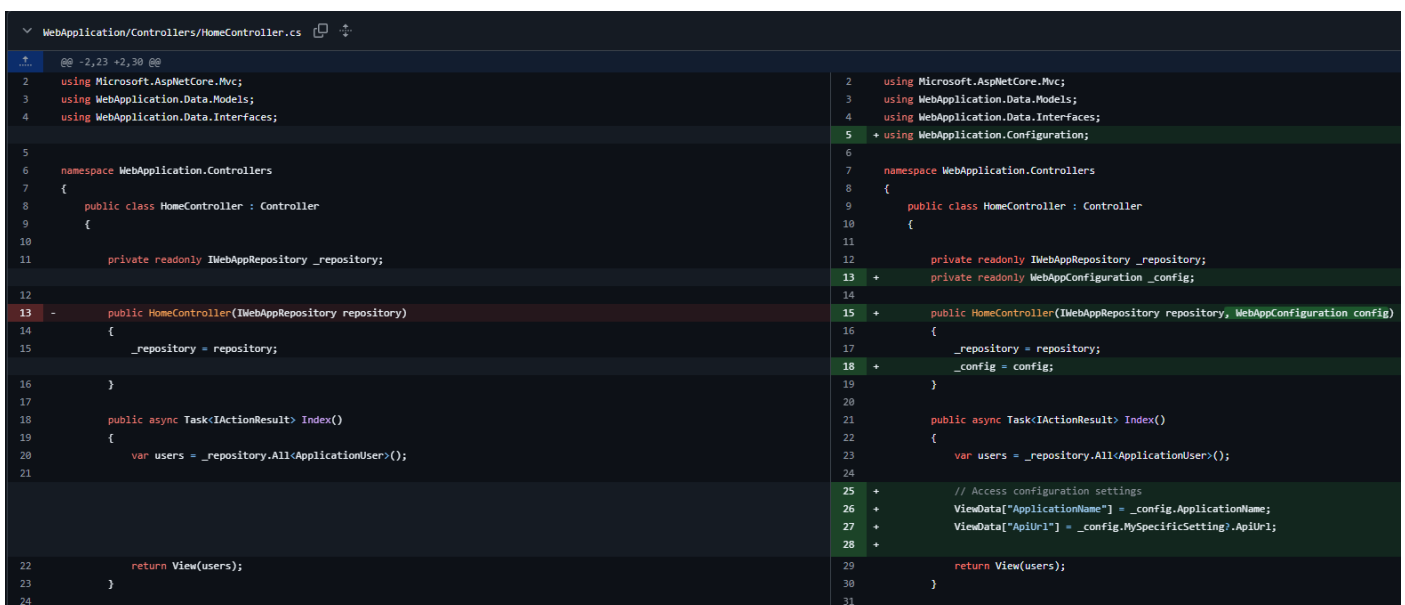 WebApplication/Controllers/HomeController.cs
@@ -2,23 +2,30 @@
2 using Microsoft.AspNetCore.Mvc;
3 using WebApplication.Data.Models;
4 using WebApplication.Data.Interfaces;
5
6 namespace WebApplication.Controllers
7 {
8 public class HomeController : Controller
9 {
10
11 private readonly IWebAppRepository _repository;
12
13 - public HomeController(IWebAppRepository repository)
14 {
15 _repository = repository;
16 }
17
18 public async Task<IActionResult> Index()
19 {
20 var users = _repository.All<ApplicationUser>();
21
22 return View(users);
23 }
24
2 using Microsoft.AspNetCore.Mvc;
3 using WebApplication.Data.Models;
4 using WebApplication.Data.Interfaces;
5 + using WebApplication.Configuration;
6
7 namespace WebApplication.Controllers
8 {
9 public class HomeController : Controller
10 {
11
12 private readonly IWebAppRepository _repository;
13 + private readonly WebAppConfiguration _config;
14
15 + public HomeController(IWebAppRepository repository, WebAppConfiguration config)
16 {
17 _repository = repository;
18 + _config = config;
19 }
20
21 public async Task<IActionResult> Index()
22 {
23 var users = _repository.All<ApplicationUser>();
24
25 + // Access configuration settings
26 + ViewData["ApplicationName"] = _config.ApplicationName;
27 + ViewData["ApiUrl"] = _config.MySpecificSetting?.ApiUrl;
28 +
29 return View(users);
30 }
31